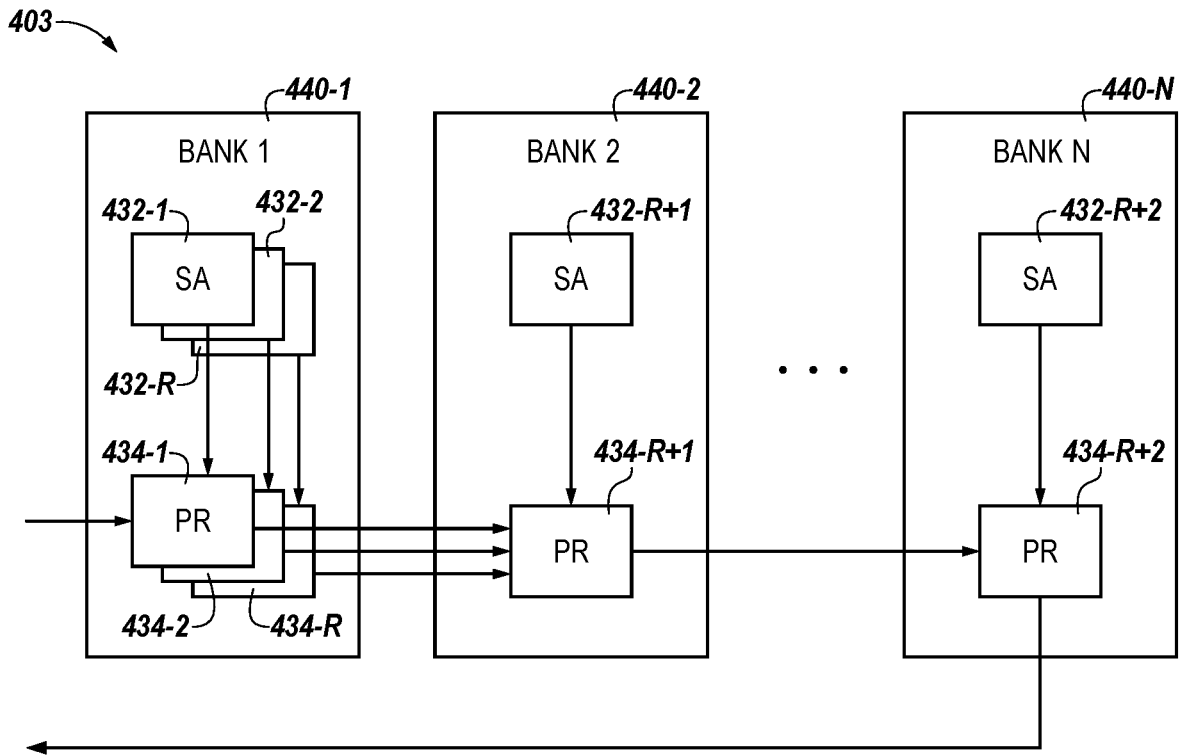 403
440-1
440-2
440-N
BANK 1
BANK 2
BANK N
432-1
432-2
432-R+1
432-R+2
SA
SA
SA
432-R
434-1
434-R+1
434-R+2
PR
PR
PR
434-2
434-R